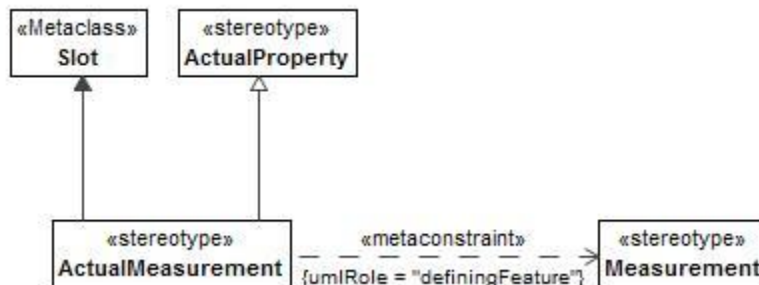 «Metaclass»
Slot
«stereotype»
ActualProperty
«stereotype»
ActualMeasurement
«metaconstraint»
{umlRole = "definingFeature"}
«stereotype»
Measurement